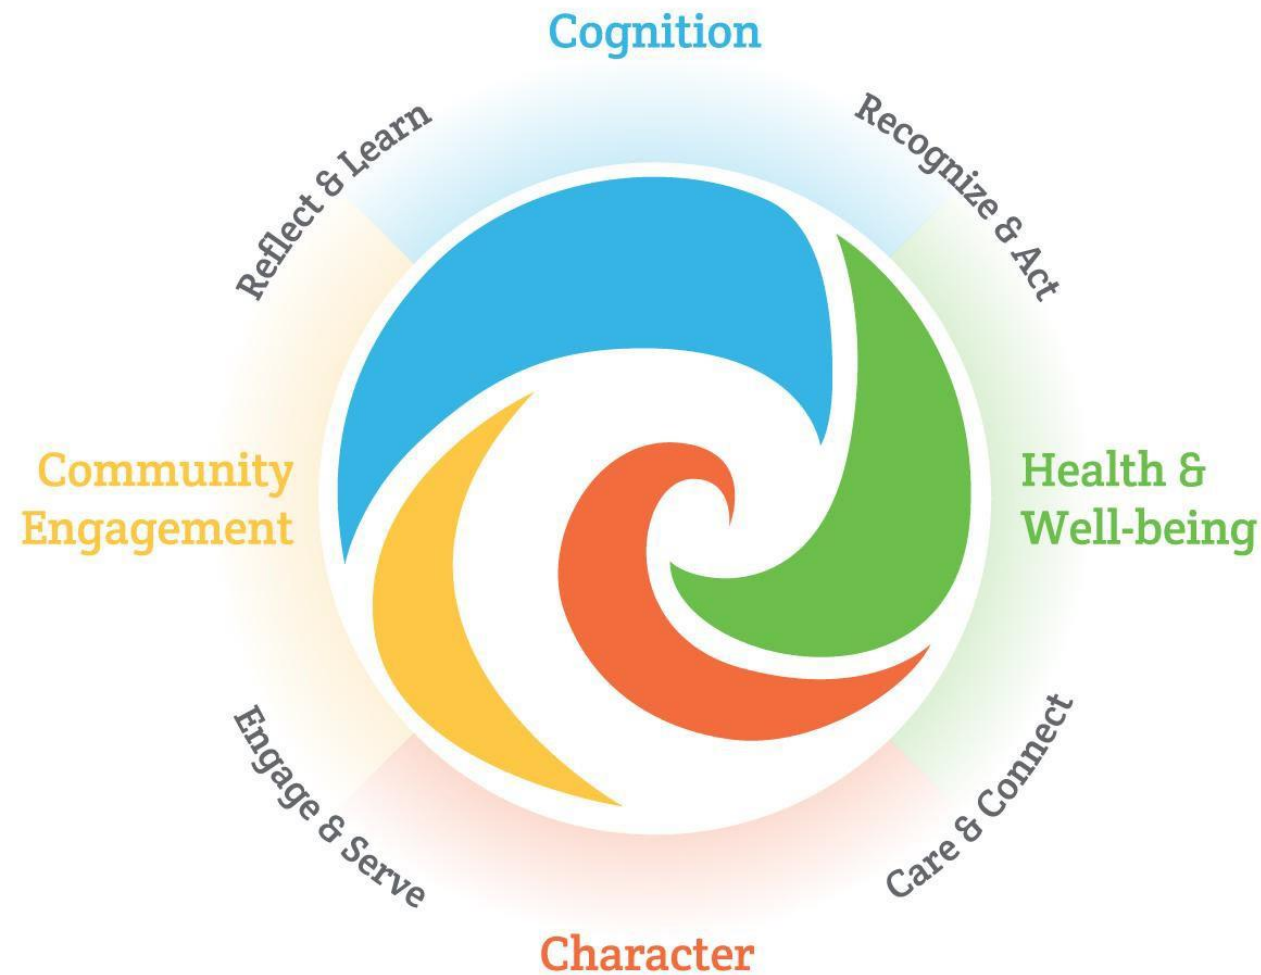 Cognition
Reflect & Learn
Recognize & Act
Community
Engagement
Health &
Well-being
Engage & Serve
Care & Connect
Character